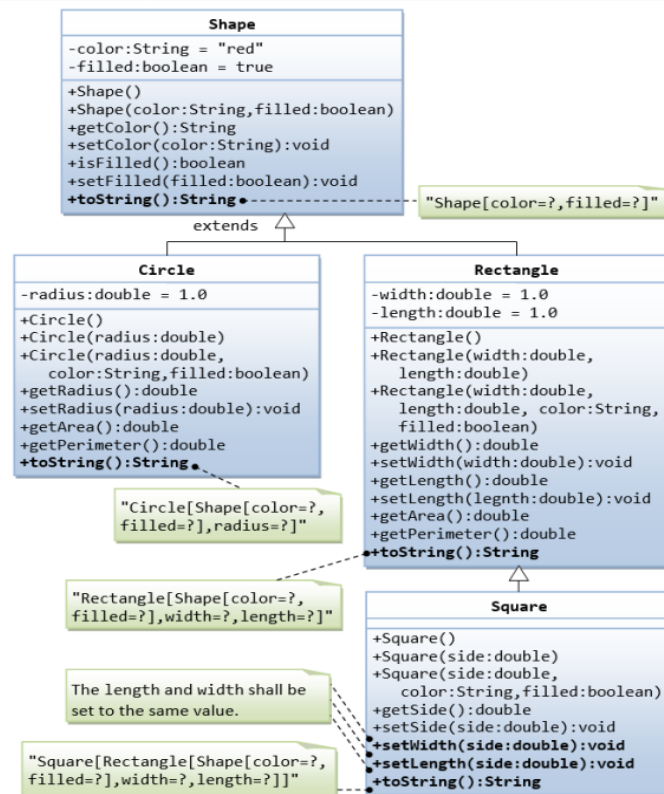 Shape
-color:String = "red"
-filled:boolean = true
+Shape()
+Shape(color:String,filled:boolean)
+getColor():String
+setColor(color:String):void
+isFilled():boolean
+setFilled(filled:boolean):void
+toString():String
"Shape[color=?,filled=?]"
extends
Circle
-radius:double = 1.0
+Circle()
+Circle(radius:double)
+Circle(radius:double,
color:String,filled:boolean)
+getRadius():double
+setRadius(radius:double):void
+getArea():double
+getPerimeter():double
+toString():String
"Circle[Shape[color=?,
filled=?],radius=?]"
Rectangle
-width:double = 1.0
-length:double = 1.0
+Rectangle()
+Rectangle(width:double,
length:double)
+Rectangle(width:double,
length:double, color:String,
filled:boolean)
+getWidth():double
+setWidth(width:double):void
+getLength():double
+setLength(legnth:double):void
+getArea():double
+getPerimeter():double
+toString():String
"Rectangle[Shape[color=?,
filled=?],width=?,length=?]"
Square
+Square()
+Square(side:double)
+Square(side:double,
color:String,filled:boolean)
+getSide():double
+setSide(side:double):void
+setWidth(side:double):void
+setLength(side:double):void
+toString():String
The length and width shall be
set to the same value.
"Square[Rectangle[Shape[color=?,
filled=?],width=?,length=?]]"